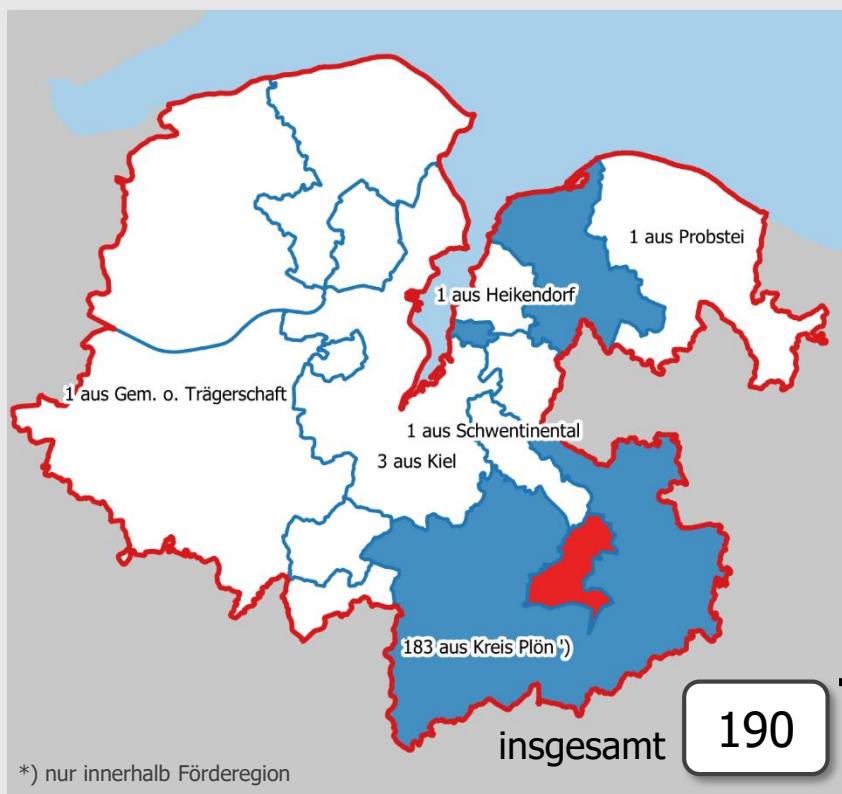 1 aus Probstei
1 aus Heikendorf
1 aus Gem. o. Trägerschaft
1 aus Schwentinental
3 aus Kiel
183 aus Kreis Plön *)
insgesamt 190
*) nur innerhalb Förderegion